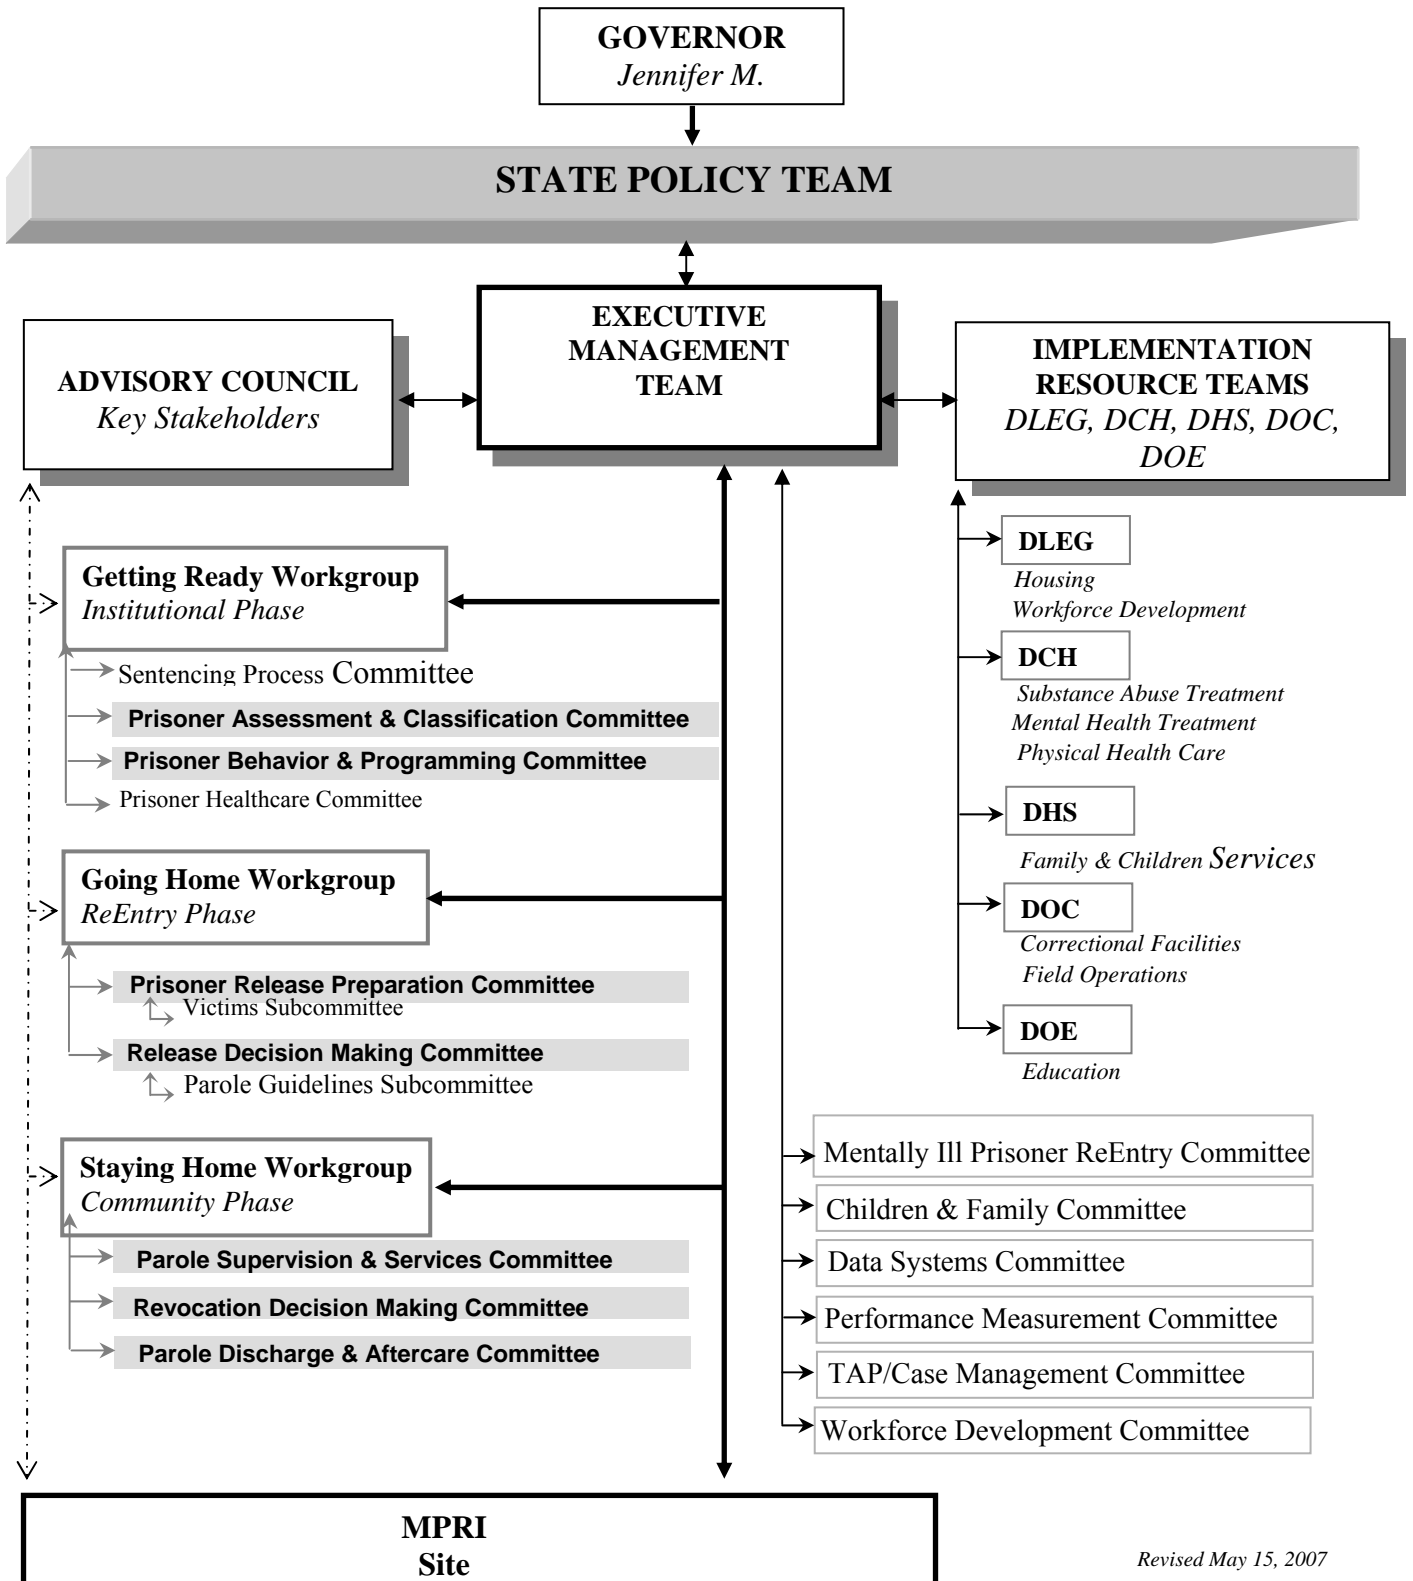 GOVERNOR
Jennifer M.
STATE POLICY TEAM
EXECUTIVE
MANAGEMENT
TEAM
ADVISORY COUNCIL
Key Stakeholders
IMPLEMENTATION
RESOURCE TEAMS
DLEG, DCH, DHS, DOC,
DOE
Getting Ready Workgroup
Institutional Phase
Sentencing Process Committee
Prisoner Assessment & Classification Committee
Prisoner Behavior & Programming Committee
Prisoner Healthcare Committee
Going Home Workgroup
ReEntry Phase
Prisoner Release Preparation Committee
Victims Subcommittee
Release Decision Making Committee
Parole Guidelines Subcommittee
Staying Home Workgroup
Community Phase
Parole Supervision & Services Committee
Revocation Decision Making Committee
Parole Discharge & Aftercare Committee
DLEG
Housing
Workforce Development
DCH
Substance Abuse Treatment
Mental Health Treatment
Physical Health Care
DHS
Family & Children Services
DOC
Correctional Facilities
Field Operations
DOE
Education
Mentally Ill Prisoner ReEntry Committee
Children & Family Committee
Data Systems Committee
Performance Measurement Committee
TAP/Case Management Committee
Workforce Development Committee
MPRI
Site
Revised May 15, 2007